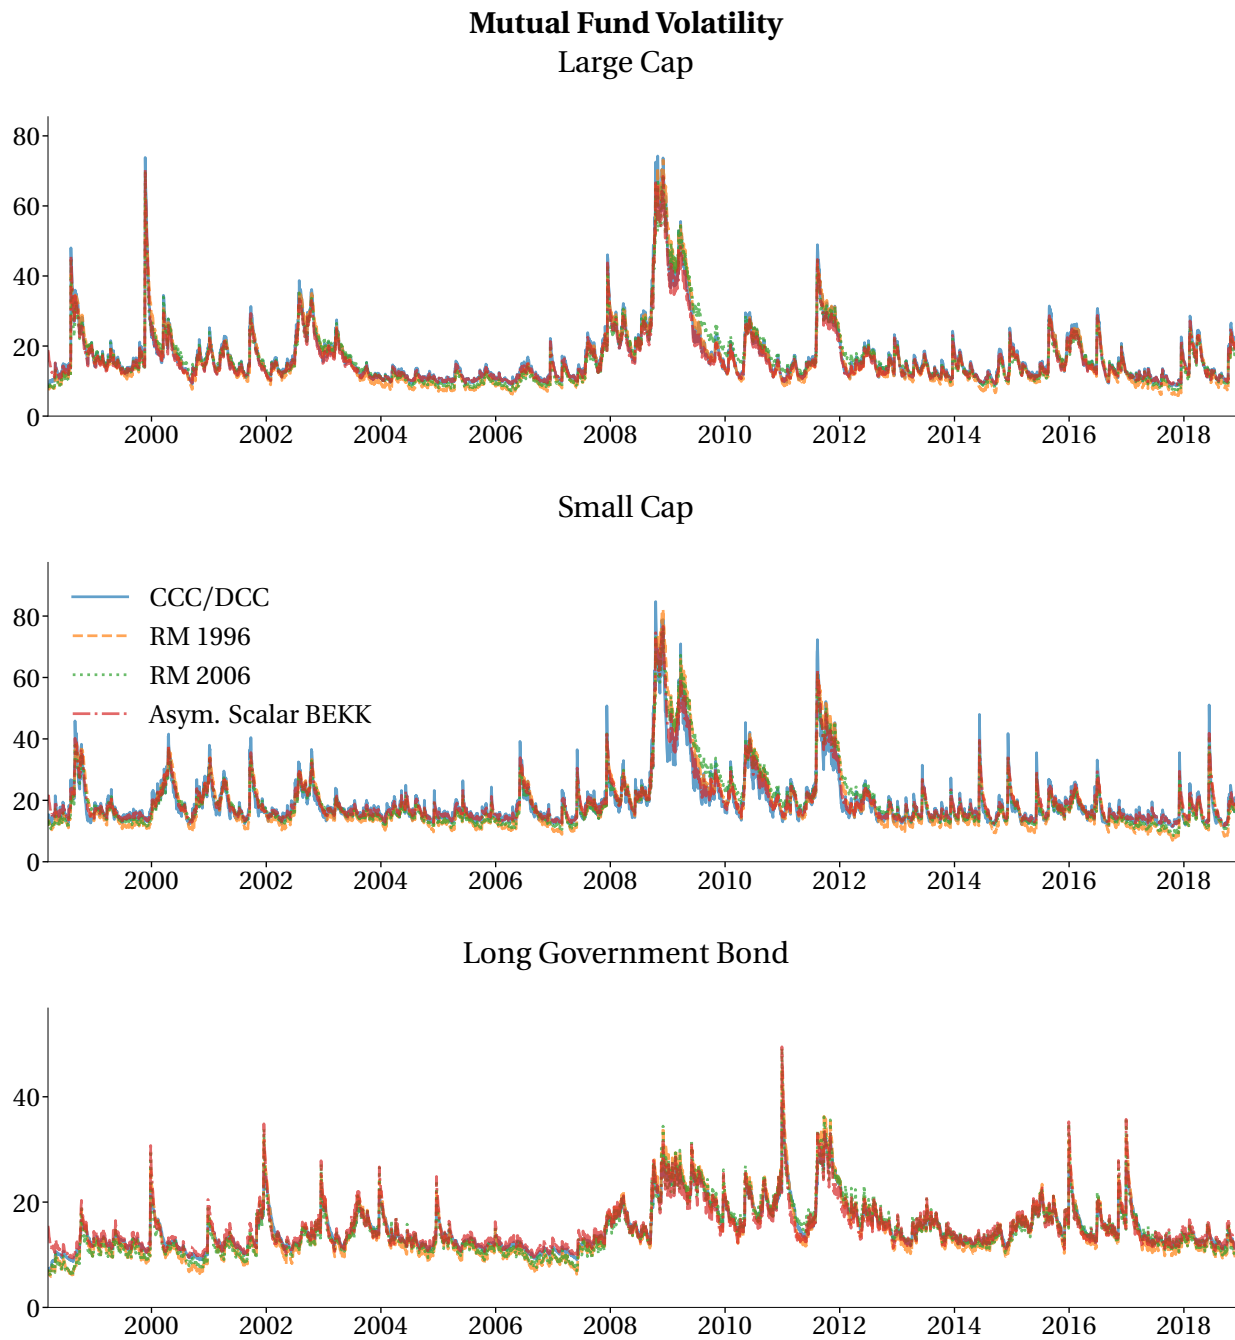 Mutual Fund Volatility
Large Cap
80
60
40
20
0
2000 2002 2004 2006 2008 2010 2012 2014 2016 2018
Small Cap
80
60
40
20
0
CCC/DCC
RM 1996
RM 2006
Asym. Scalar BEKK
2000 2002 2004 2006 2008 2010 2012 2014 2016 2018
Long Government Bond
40
20
0
2000 2002 2004 2006 2008 2010 2012 2014 2016 2018